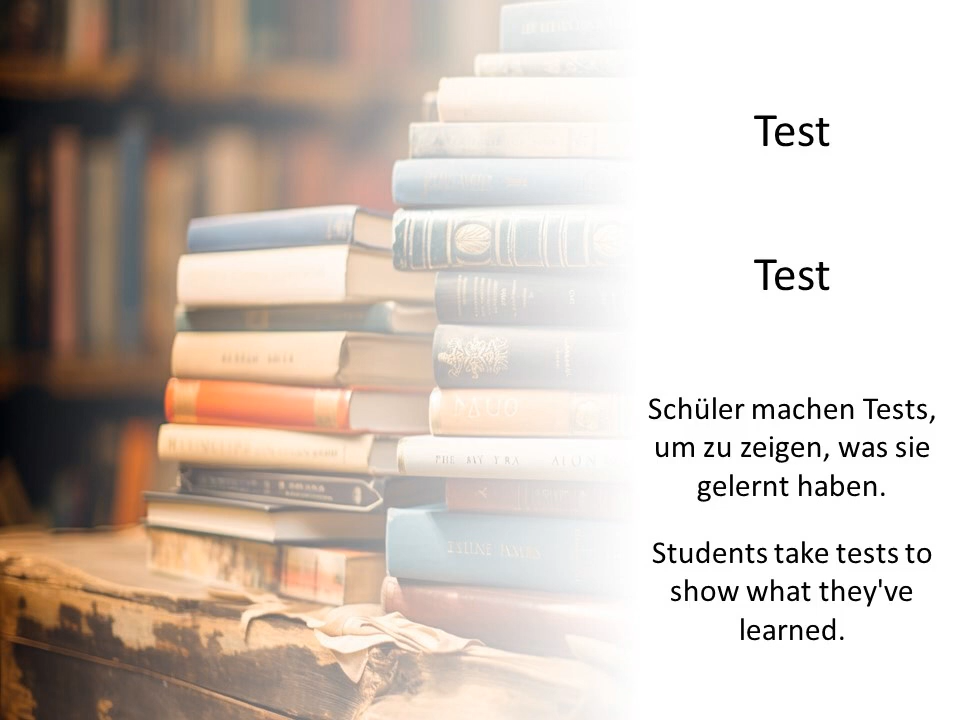 Test
Test
Schüler machen Tests,
um zu zeigen, was sie
gelernt haben.
Students take tests to
show what they've
learned.